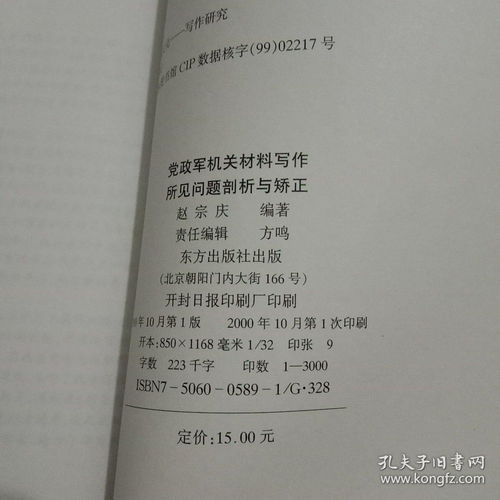 ——写作研究
书馆 CIP 数据核字(99)02217 号
党政军机关材料写作
所见问题剖析与矫正
赵宗庆 编著
责任编辑 方鸣
东方出版社出版
(北京朝阳门内大街 166 号)
开封日报印刷厂印刷
年 10 月第 1 版 2000 年 10 月第 1 次印刷
开本:850×1168 毫米 1/32 印张 9
字数 223 千字 印数 1—3000
ISBN7-5060-0589-1/G·328
定价:15.00 元
孔夫子旧书网
www.kongfz.com